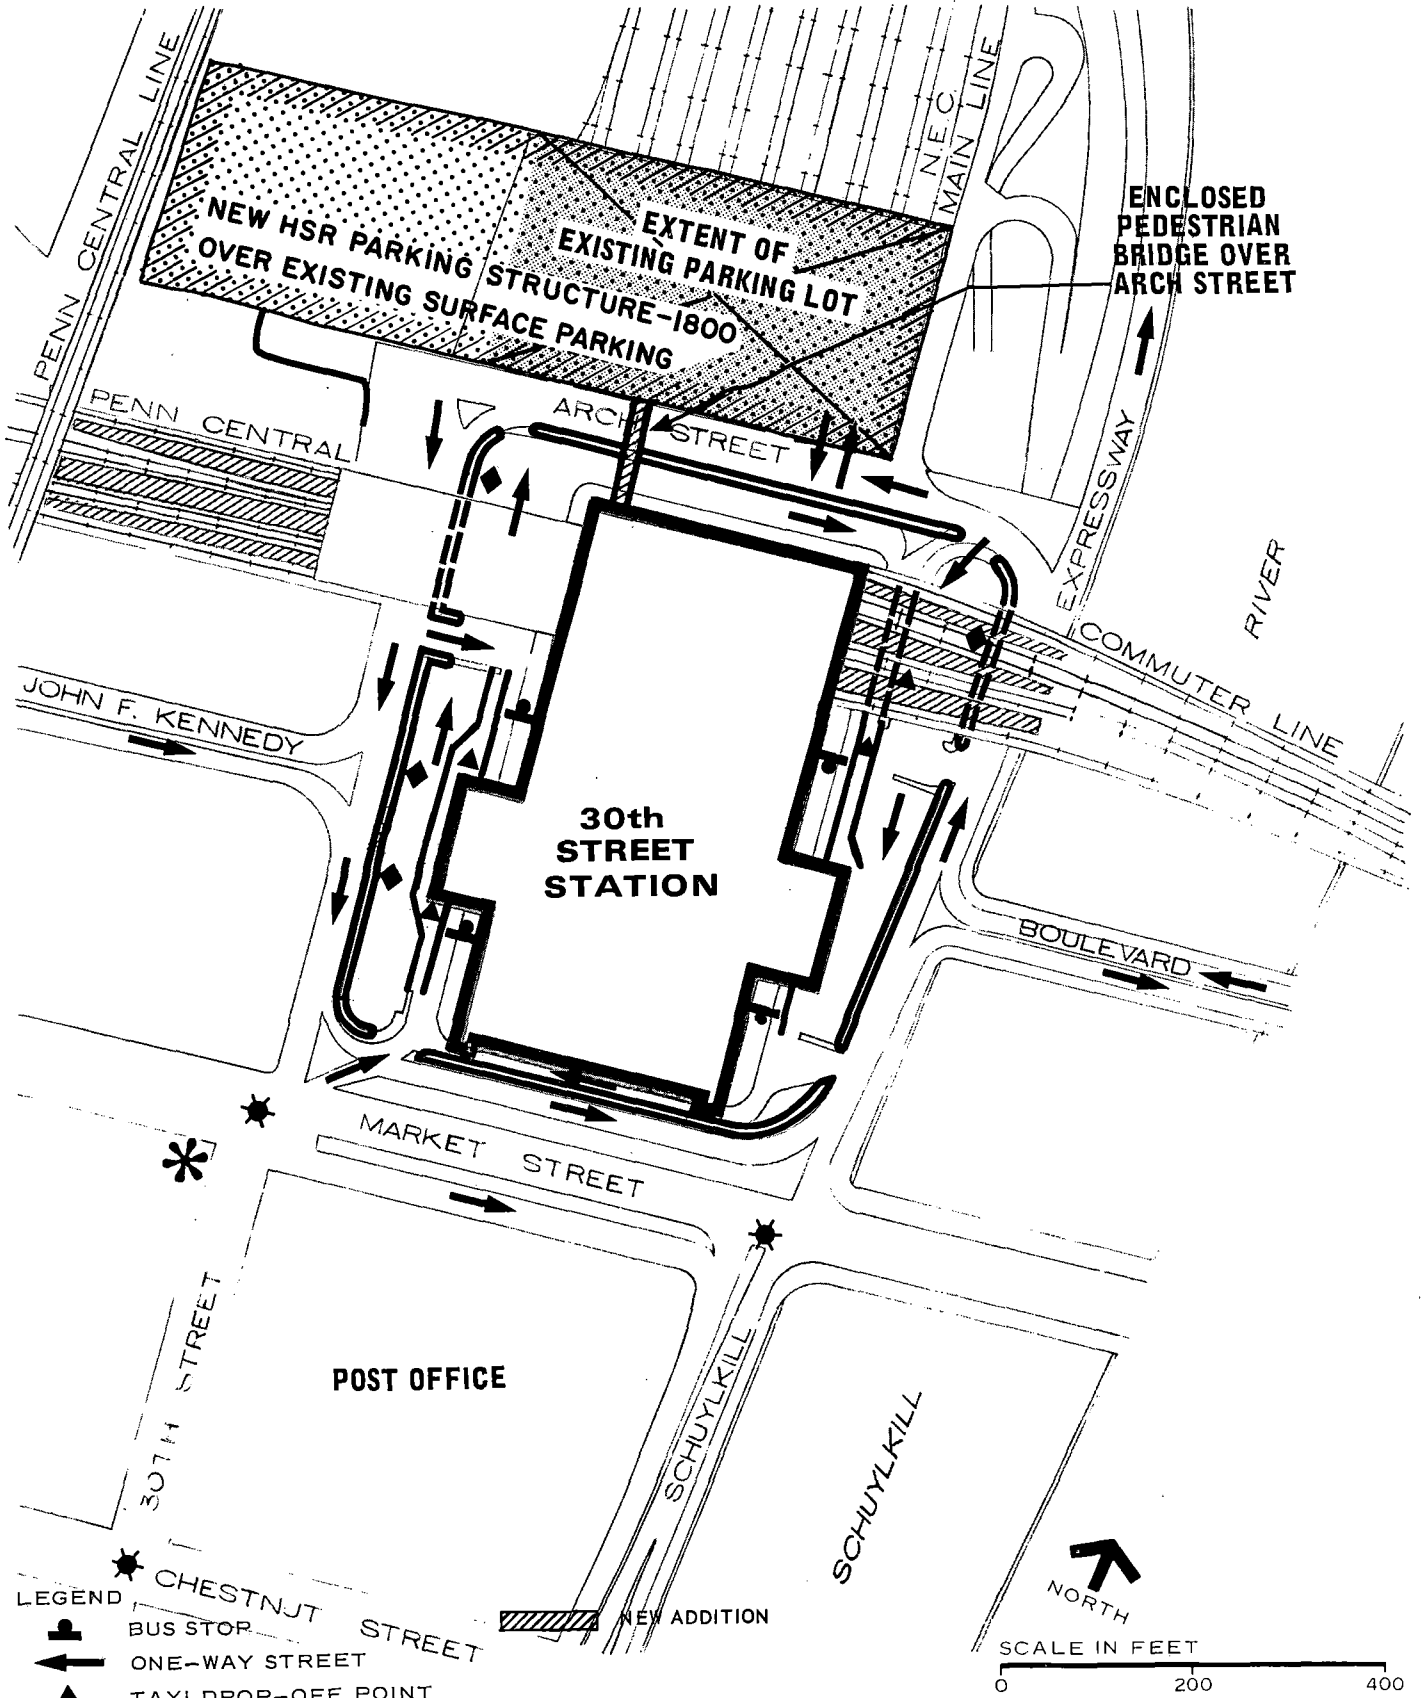 PENN CENTRAL LINE
N.E.C.
MAIN LINE
NEW HSR PARKING STRUCTURE-1800
OVER EXISTING SURFACE PARKING
EXTENT OF
EXISTING PARKING LOT
ENCLOSED
PEDESTRIAN
BRIDGE OVER
ARCH STREET
PENN CENTRAL
ARCH STREET
EXPRESSWAY
RIVER
COMMUTER LINE
JOHN F. KENNEDY
30th
STREET
STATION
BOULEVARD
MARKET STREET
30TH STREET
POST OFFICE
SCHUYLKILL
SCHUYLKILL
NORTH
CHESTNUT STREET
LEGEND
BUS STOP
ONE-WAY STREET
TAXI DROP-OFF POINT
NEW ADDITION
SCALE IN FEET
0 200 400